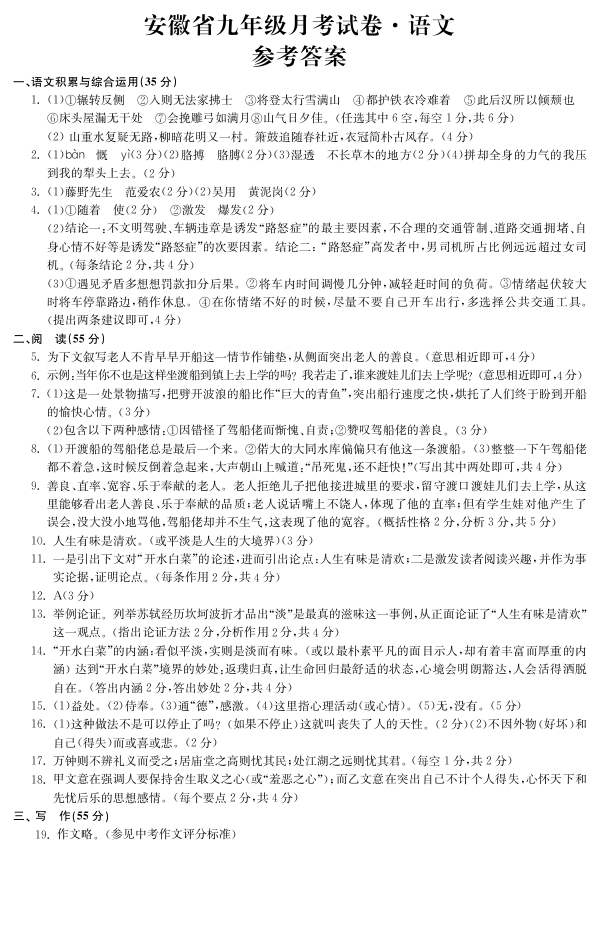 安徽省九年级月考试卷·语文
参考答案
一、语文积累与综合运用(35 分)
1. (1)①辗转反侧　②人则无法家拂士　③将登太行雪满山　④都护铁衣冷难着　⑤此后汉所以倾颓也
⑥床头屋漏无干处　⑦会挽雕弓如满月⑧山气日夕佳。(任选其中 6 空,每空 1 分,共 6 分)
(2) 山重水复疑无路,柳暗花明又一村。箫鼓追随春社近,衣冠简朴古风存。(4 分)
2. (1)bàn　慨　yì(3 分)(2)胳搏　胳膊(2 分)(3)湿透　不长草木的地方(2 分)(4)拼却全身的力气的我压
到我的犁头上去。(2 分)
3. (1)藤野先生　范爱农(2 分)(2)吴用　黄泥岗(2 分)
4. (1)①随着　使(2 分)　②激发　爆发(2 分)
(2)结论一:不文明驾驶、车辆违章是诱发“路怒症”的最主要因素,不合理的交通管制、道路交通拥堵、自
身心情不好等是诱发“路怒症”的次要因素。结论二：“路怒症”高发者中,男司机所占比例远远超过女司
机。(每条结论 2 分,共 4 分)
(3)①遇见矛盾多想想罚款扣分后果。②将车内时间调慢几分钟,减轻赶时间的负荷。③情绪起伏较大
时将车停靠路边,稍作休息。④在你情绪不好的时候,尽量不要自己开车出行,多选择公共交通工具。
(提出两条建议即可,4 分)
二、阅　读(55 分)
5. 为下文叙写老人不肯早早开船这一情节作铺垫,从侧面突出老人的善良。(意思相近即可,4 分)
6. 示例:当年你不也是这样坐渡船到镇上去上学的吗？我若走了,谁来渡娃儿们去上学呢？(意思相近即可,4 分)
7. (1)这是一处景物描写,把劈开波浪的船比作“巨大的青鱼”,突出船行速度之快,烘托了人们终于盼到开船
的愉快心情。(3 分)
(2)包含以下两种感情:①因错怪了驾船佬而惭愧、自责;②赞叹驾船佬的善良。(3 分)
8. (1)开渡船的驾船佬总是最后一个来。②偌大的大同水库偏偏只有他这一条渡船。(3)整整一下午驾船佬
都不着急,这时候反倒着急起来,大声朝山上喊道:“吊死鬼,还不赶快!”(写出其中两处即可,共 4 分)
9. 善良、直率、宽容、乐于奉献的老人。老人拒绝儿子把他接进城里的要求,留守渡口渡娃儿们去上学,从这
里能够看出老人善良、乐于奉献的品质;老人说话嘴上不饶人,体现了他的直率;但有学生娃对他产生了
误会,没大没小地骂他,驾船佬却并不生气,这表现了他的宽容。(概括性格 2 分,分析 3 分,共 5 分)
10. 人生有味是清欢。(或平淡是人生的大境界)(3 分)
11. 一是引出下文对“开水白菜”的论述,进而引出论点:人生有味是清欢;二是激发读者阅读兴趣,并作为事
实论据,证明论点。(每条作用 2 分,共 4 分)
12. A(3 分)
13. 举例论证。列举苏轼经历坎坷波折才品出“淡”是最真的滋味这一事例,从正面论证了“人生有味是清欢”
这一观点。(指出论证方法 2 分,分析作用 2 分,共 4 分)
14. “开水白菜”的内涵:看似平淡,实则是淡而有味。(或以最朴素平凡的面目示人,却有着丰富而厚重的内
涵) 达到“开水白菜”境界的妙处:返璞归真,让生命回归最舒适的状态,心境会明朗豁达,人会活得洒脱
自在。(答出内涵 2 分,答出妙处 2 分,共 4 分)
15. (1)益处。(2)侍奉。(3)通“德”,感激。(4)这里指心理活动(或心情)。(5)无,没有。(5 分)
16. (1)这种做法不是可以停止了吗？(如果不停止)这就叫丧失了人的天性。(2 分)(2)不因外物(好坏)和
自己(得失)而或喜或悲。(2 分)
17. 万钟则不辨礼义而受之;居庙堂之高则忧其民;处江湖之远则忧其君。(每空 1 分,共 2 分)
18. 甲文意在强调人要保持舍生取义之心(或“羞恶之心”);而乙文意在突出自己不计个人得失,心怀天下和
先忧后乐的思想感情。(每个要点 2 分,共 4 分)
三、写　作(55 分)
19. 作文略。(参见中考作文评分标准)